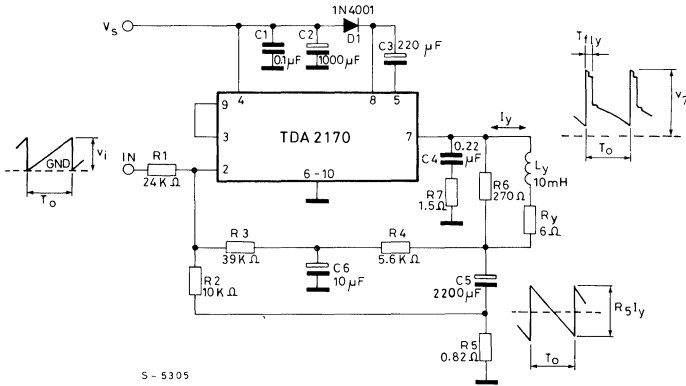 1N4001
D1
Vs
C1
0.1µF
C2
1000µF
C3
220 µF
4
8
5
9
3
2
TDA 2170
7
6 - 10
IN
R1
24KΩ
Vi
GND
To
Iy
0.22
µF
C4
R7
1.5Ω
R6
270Ω
Ly
10mH
Ry
6Ω
Tfly
V7
To
R3
39KΩ
R4
5.6KΩ
R2
10KΩ
C6
10µF
C5
2200µF
R5
0.82Ω
R5Iy
To
S - 5305